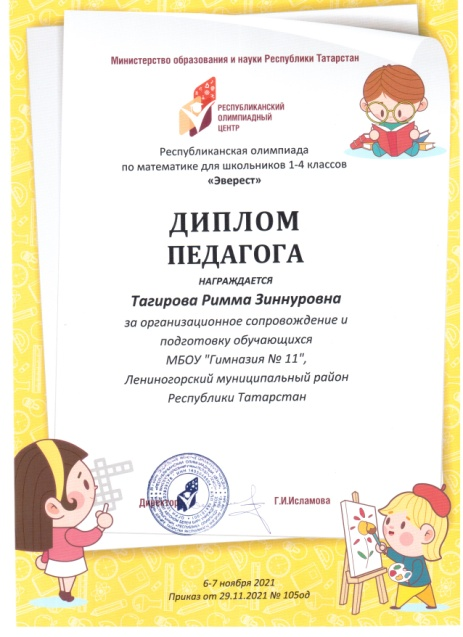 Министерство образования и науки Республики Татарстан
РЕСПУБЛИКАНСКИЙ
ОЛИМПИАДНЫЙ
ЦЕНТР
Республиканская олимпиада
по математике для школьников 1-4 классов
«Эверест»
ДИПЛОМ
ПЕДАГОГА
НАГРАЖДАЕТСЯ
Тагирова Римма Зиннуровна
за организационное сопровождение и
подготовку обучающихся
МБОУ "Гимназия № 11",
Лениногорский муниципальный район
Республики Татарстан
Директор Г.И.Исламова
6-7 ноября 2021
Приказ от 29.11.2021 № 105од